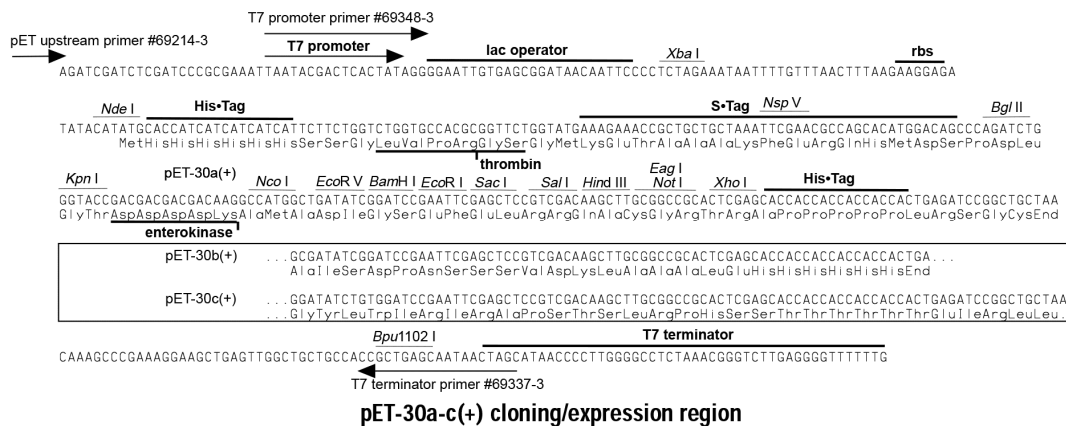 T7 promoter primer #69348-3
pET upstream primer #69214-3
T7 promoter
lac operator
Xba I
rbs
AGATCGATCTCGATCCCGCGAAATTAATACGACTCACTATAGGGGAATTGTGAGCGGATAACAATTCCCCTCTAGAAATAATTTTGTTTAACTTTAAGAAGGAGA
Nde I
His•Tag
S•Tag
Nsp V
Bgl II
TATACATATGCACCATCATCATCATCATTCTTCTGGTCTGGTGCCACGCGGTTCTGGTATGAAAGAAACCGCTGCTGCTAAATTCGAACGCCAGCACATGGACAGCCCAGATCTG
MetHisHisHisHisHisHisSerSerGlyLeuValProArgGlySerGlyMetLysGluThrAlaAlaAlaLysPheGluArgGlnHisMetAspSerProAspLeu
thrombin
Kpn I
pET-30a(+)
Nco I
EcoR V
BamH I
EcoR I
Sac I
Sal I
Hind III
Eag I
Not I
Xho I
His•Tag
GGTACCGACGACGACGACAAGGCCATGGCTGATATCGGATCCGAATTCGAGCTCCGTCGACAAGCTTGCGGCCGCACTCGAGCACCACCACCACCACCACTGAGATCCGGCTGCTAA
GlyThrAspAspAspAspLysAlaMetAlaAspIleGlySerGluPheGluLeuArgArgGlnAlaCysGlyArgThrArgAlaProProProProProProLeuArgSerGlyCysEnd
enterokinase
pET-30b(+)
...GCGATATCGGATCCGAATTCGAGCTCCGTCGACAAGCTTGCGGCCGCACTCGAGCACCACCACCACCACCACTGA...
AlaIleSerAspProAsnSerSerSerValAspLysLeuAlaAlaAlaLeuGluHisHisHisHisHisHisEnd
pET-30c(+)
...GGATATCTGTGGATCCGAATTCGAGCTCCGTCGACAAGCTTGCGGCCGCACTCGAGCACCACCACCACCACCACTGAGATCCGGCTGCTAA...
...GlyTyrLeuTrpIleArgIleArgAlaProSerThrSerLeuArgProHisSerSerThrThrThrThrThrThrGluIleArgLeuLeu...
Bpu1102 I
T7 terminator
CAAAGCCCGAAAGGAAGCTGAGTTGGCTGCTGCCACCGCTGAGCAATAACTAGCATAACCCCTTGGGGCCTCTAAACGGGTCTTGAGGGGTTTTTTG
T7 terminator primer #69337-3
pET-30a-c(+) cloning/expression region